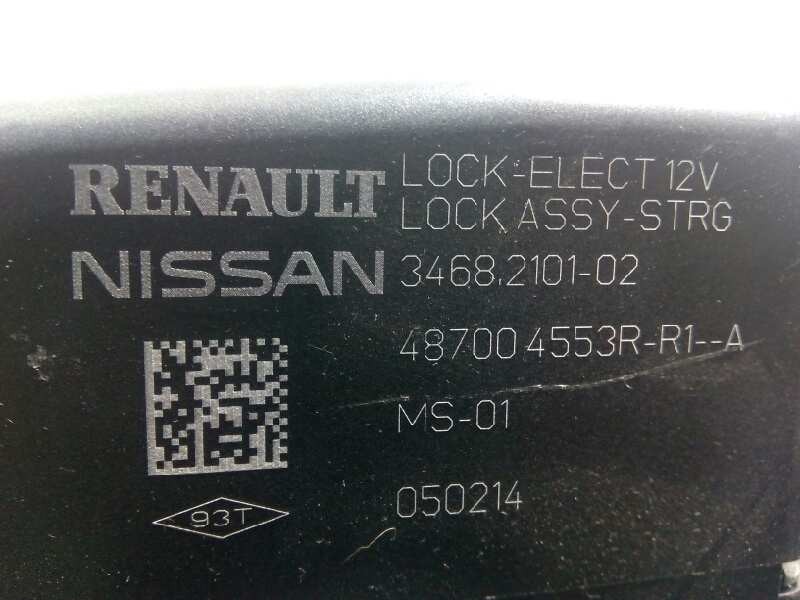 RENAULT
NISSAN
LOCK-ELECT 12V
LOCK ASSY-STRG
3468.2101-02
48700 4553R-R1--A
MS-01
050214
93T